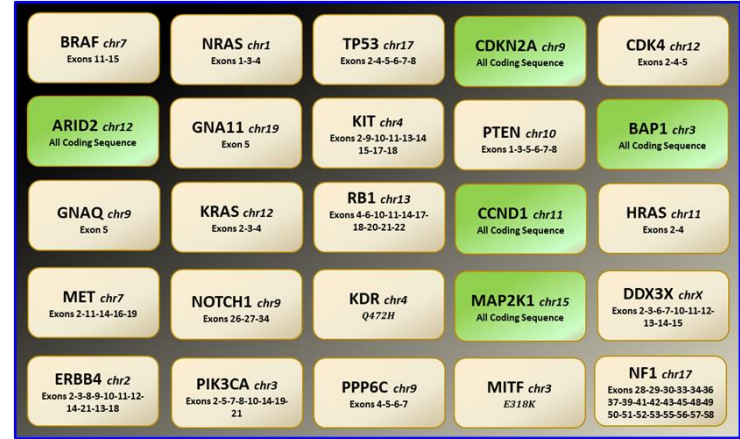 BRAF chr7
Exons 11-15
NRAS chr1
Exons 1-3-4
TP53 chr17
Exons 2-4-5-6-7-8
CDKN2A chr9
All Coding Sequence
CDK4 chr12
Exons 2-4-5
ARID2 chr12
All Coding Sequence
GNA11 chr19
Exon 5
KIT chr4
Exons 2-9-10-11-13-14
15-17-18
PTEN chr10
Exons 1-3-5-6-7-8
BAP1 chr3
All Coding Sequence
GNAQ chr9
Exon 5
KRAS chr12
Exons 2-3-4
RB1 chr13
Exons 4-6-10-11-14-17-
18-20-21-22
CCND1 chr11
All Coding Sequence
HRAS chr11
Exons 2-4
MET chr7
Exons 2-11-14-16-19
NOTCH1 chr9
Exons 26-27-34
KDR chr4
Q472H
MAP2K1 chr15
All Coding Sequence
DDX3X chrX
Exons 2-3-6-7-10-11-12-
13-14-15
ERBB4 chr2
Exons 2-3-8-9-10-11-12-
14-21-13-18
PIK3CA chr3
Exons 2-5-7-8-10-14-19-
21
PPP6C chr9
Exons 4-5-6-7
MITF chr3
E318K
NF1 chr17
Exons 28-29-30-33-34-36
37-39-41-42-43-45-48-49
50-51-52-53-55-56-57-58